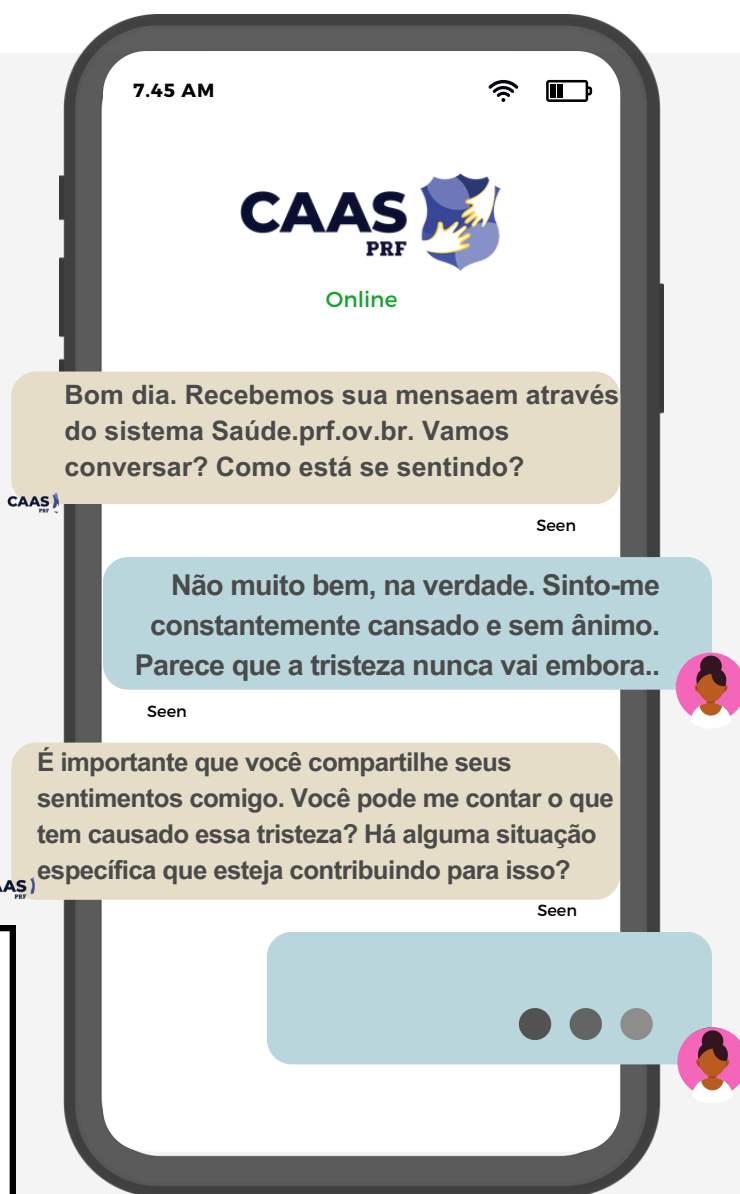 7.45 AM
CAAS
PRF
Online
Bom dia. Recebemos sua mensaem através
do sistema Saúde.prf.ov.br. Vamos
conversar? Como está se sentindo?
CAAS
PRF
Seen
Não muito bem, na verdade. Sinto-me
constantemente cansado e sem ânimo.
Parece que a tristeza nunca vai embora..
Seen
É importante que você compartilhe seus
sentimentos comigo. Você pode me contar o que
tem causado essa tristeza? Há alguma situação
específica que esteja contribuindo para isso?
AAS
PRF
Seen